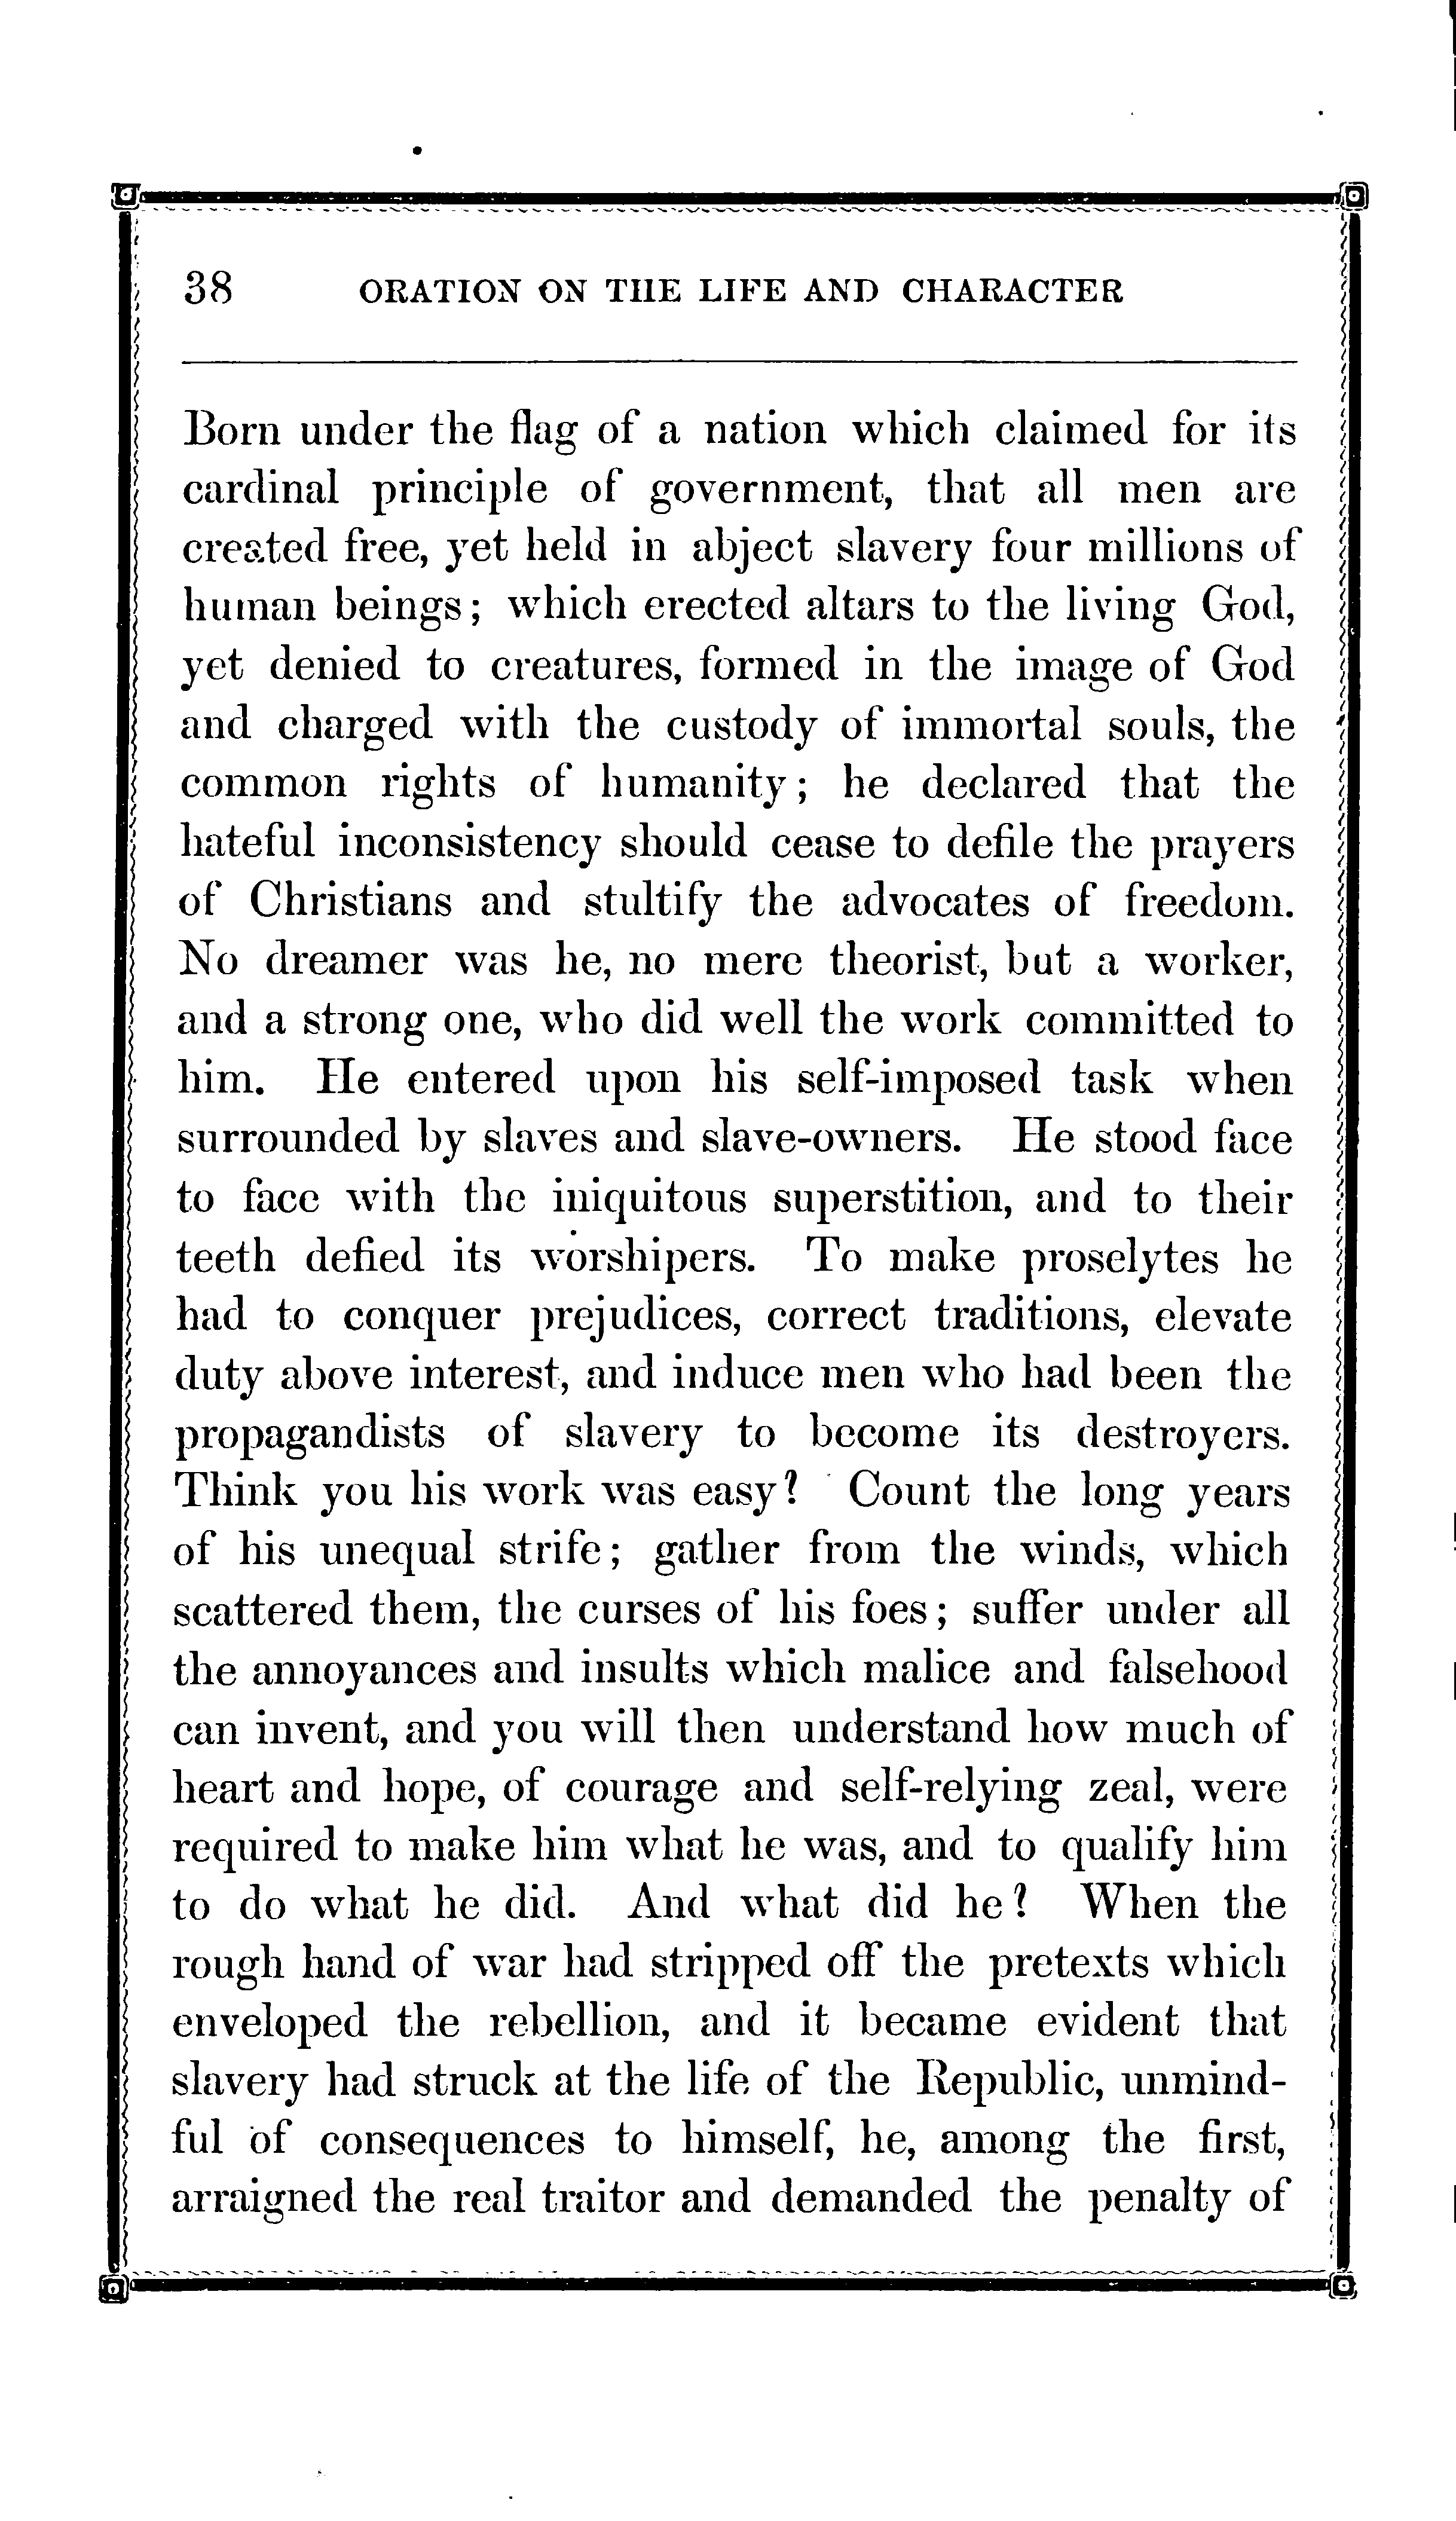 38 ORATION ON THE LIFE AND CHARACTER
Born under the flag of a nation which claimed for its
cardinal principle of government, that all men are
created free, yet held in abject slavery four millions of
human beings; which erected altars to the living God,
yet denied to creatures, formed in the image of God
and charged with the custody of immortal souls, the
common rights of humanity; he declared that the
hateful inconsistency should cease to defile the prayers
of Christians and stultify the advocates of freedom.
No dreamer was he, no mere theorist, but a worker,
and a strong one, who did well the work committed to
him. He entered upon his self-imposed task when
surrounded by slaves and slave-owners. He stood face
to face with the iniquitous superstition, and to their
teeth defied its worshipers. To make proselytes he
had to conquer prejudices, correct traditions, elevate
duty above interest, and induce men who had been the
propagandists of slavery to become its destroyers.
Think you his work was easy? Count the long years
of his unequal strife; gather from the winds, which
scattered them, the curses of his foes; suffer under all
the annoyances and insults which malice and falsehood
can invent, and you will then understand how much of
heart and hope, of courage and self-relying zeal, were
required to make him what he was, and to qualify him
to do what he did. And what did he? When the
rough hand of war had stripped off the pretexts which
enveloped the rebellion, and it became evident that
slavery had struck at the life of the Republic, unmind-
ful of consequences to himself, he, among the first,
arraigned the real traitor and demanded the penalty of